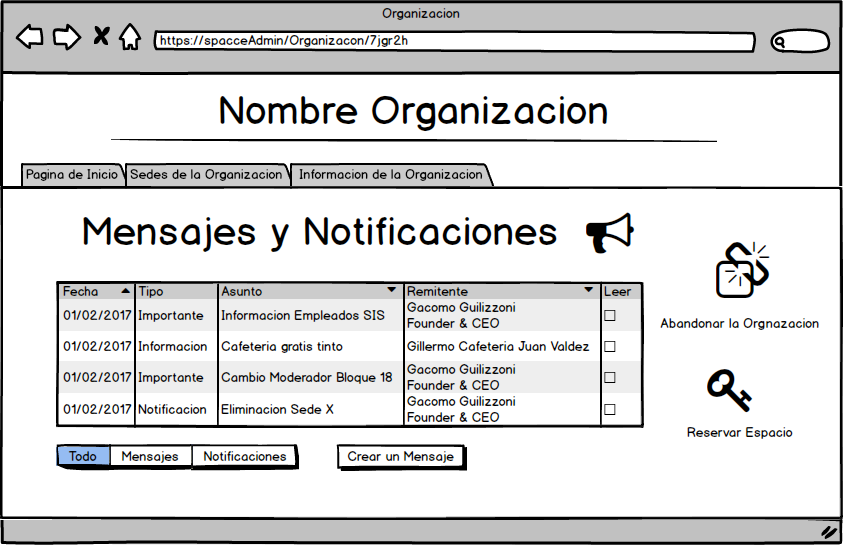 Organizacion
https://spacceAdmin/Organizacon/7jgr2h
Nombre Organizacion
Pagina de Inicio Sedes de la Organizacion Informacion de la Organizacion
Mensajes y Notificaciones
Fecha Tipo Asunto Remitente Leer
01/02/2017 Importante Informacion Empleados SIS Gacomo Guilizzoni
Founder & CEO
01/02/2017 Informacion Cafeteria gratis tinto Gillermo Cafeteria Juan Valdez
01/02/2017 Importante Cambio Moderador Bloque 18 Gacomo Guilizzoni
Founder & CEO
01/02/2017 Notificacion Eliminacion Sede X Gacomo Guilizzoni
Founder & CEO
Abandonar la Orgnazacion
Reservar Espacio
Todo Mensajes Notificaciones Crear un Mensaje